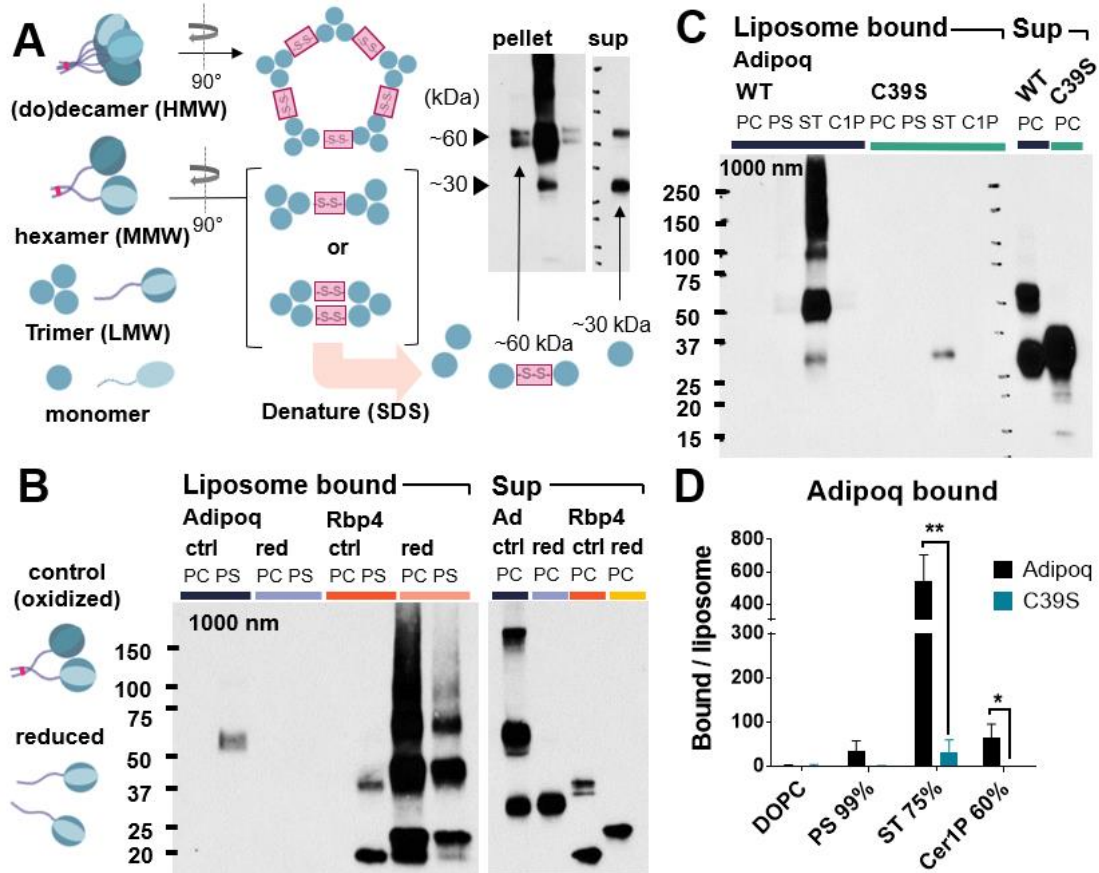 A
(do)decamer (HMW)
90°
-S-S-
-S-S-
-S-S-
-S-S-
-S-S-
hexamer (MMW)
90°
-S-S-
or
-S-S-
-S-S-
Trimer (LMW)
monomer
Denature (SDS)
pellet sup
(kDa)
~60
~30
~60 kDa
~30 kDa
-S-S-
B
Liposome bound
Sup
Adipoq Rbp4
ctrl red ctrl red
PC PS PC PS PC PS PC PS
Ad Rbp4
ctrl red ctrl red
PC PC PC PC
control
(oxidized)
reduced
1000 nm
150
100
75
50
37
25
20
C
Liposome bound
Sup
Adipoq
WT C39S
WT C39S
PC PS ST C1P PC PS ST C1P
PC PC
1000 nm
250
150
100
75
50
37
25
20
15
D
Adipoq bound
Bound / liposome
800
600
400
300
200
100
0
**
*
Adipoq
C39S
DOPC
PS 99%
ST 75%
Cer1P 60%